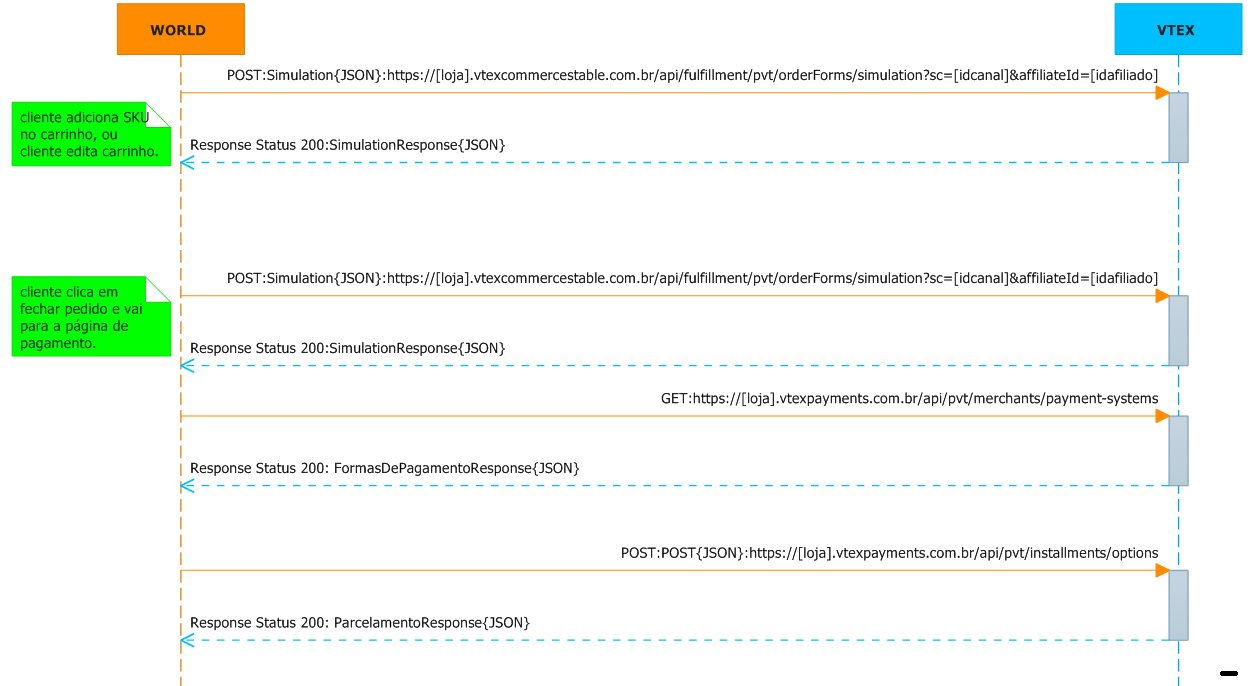 WORLD
VTEX
POST:Simulation{JSON}:https://[loja].vtexcommercestable.com.br/api/fulfillment/pvt/orderForms/simulation?sc=[idcanal]&affiliateId=[idafiliado]
cliente adiciona SKU
no carrinho, ou
cliente edita carrinho.
Response Status 200:SimulationResponse{JSON}
POST:Simulation{JSON}:https://[loja].vtexcommercestable.com.br/api/fulfillment/pvt/orderForms/simulation?sc=[idcanal]&affiliateId=[idafiliado]
cliente clica em
fechar pedido e vai
para a página de
pagamento.
Response Status 200:SimulationResponse{JSON}
GET:https://[loja].vtexpayments.com.br/api/pvt/merchants/payment-systems
Response Status 200: FormasDePagamentoResponse{JSON}
POST:POST{JSON}:https://[loja].vtexpayments.com.br/api/pvt/installments/options
Response Status 200: ParcelamentoResponse{JSON}